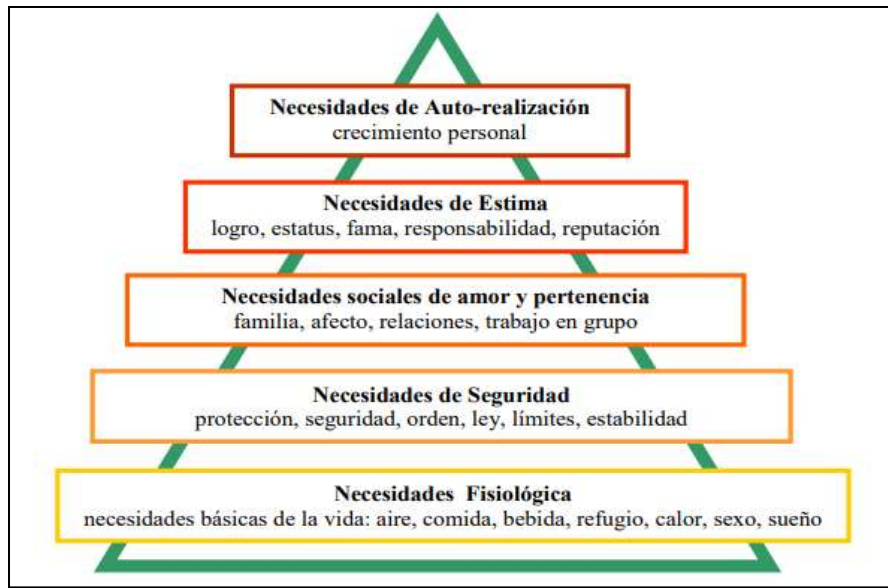 Necesidades de Auto-realización
crecimiento personal
Necesidades de Estima
logro, estatus, fama, responsabilidad, reputación
Necesidades sociales de amor y pertenencia
familia, afecto, relaciones, trabajo en grupo
Necesidades de Seguridad
protección, seguridad, orden, ley, límites, estabilidad
Necesidades Fisiológica
necesidades básicas de la vida: aire, comida, bebida, refugio, calor, sexo, sueño